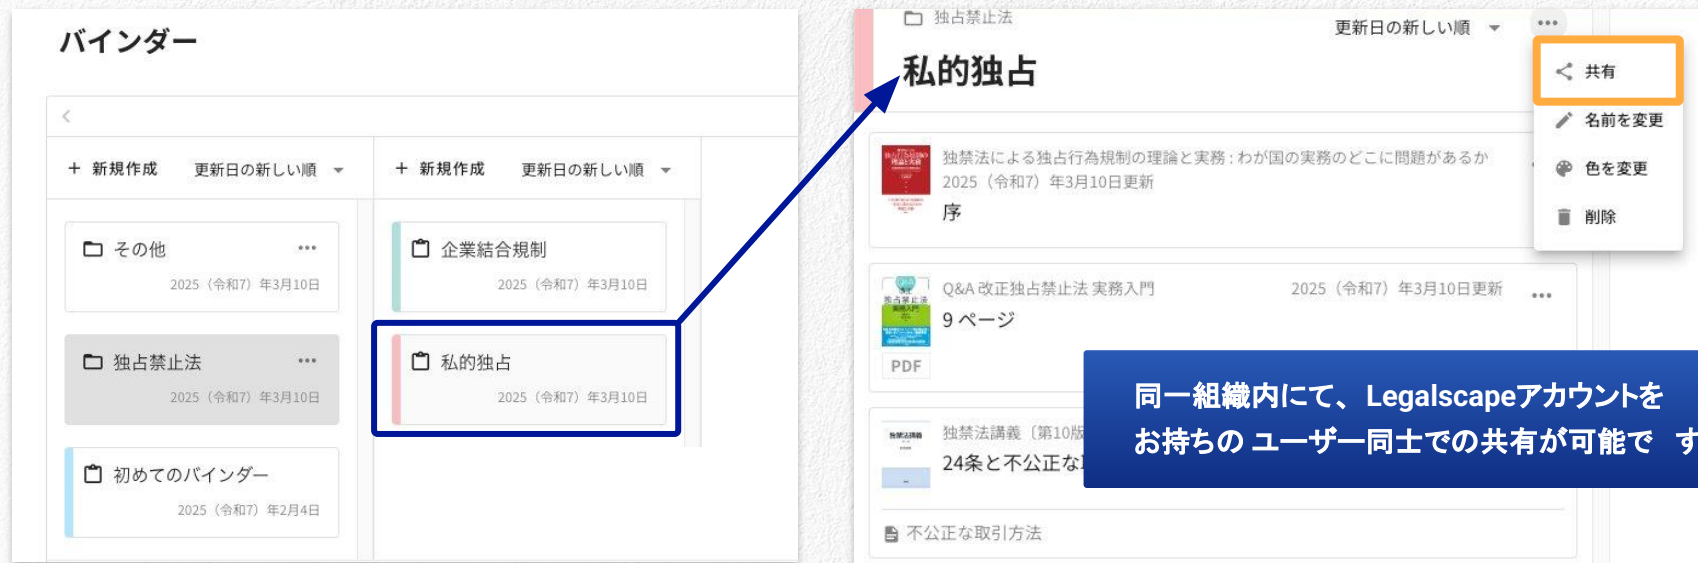 バインダー
+ 新規作成 更新日の新しい順
その他
2025（令和7）年3月10日
独占禁止法
2025（令和7）年3月10日
初めてのバインダー
2025（令和7）年2月4日
+ 新規作成 更新日の新しい順
企業結合規制
2025（令和7）年3月10日
私的独占
2025（令和7）年3月10日
独占禁止法
更新日の新しい順
私的独占
共有
名前を変更
色を変更
削除
独禁法による独占行為規制の理論と実務 : わが国の実務のどこに問題があるか
2025（令和7）年3月10日更新
序
Q&A 改正独占禁止法 実務入門 2025（令和7）年3月10日更新
9 ページ
PDF
独禁法講義〔第10版
24条と不公正な
不公正な取引方法
同一組織内にて、Legalscapeアカウントを
お持ちの ユーザー同士での共有が可能で す